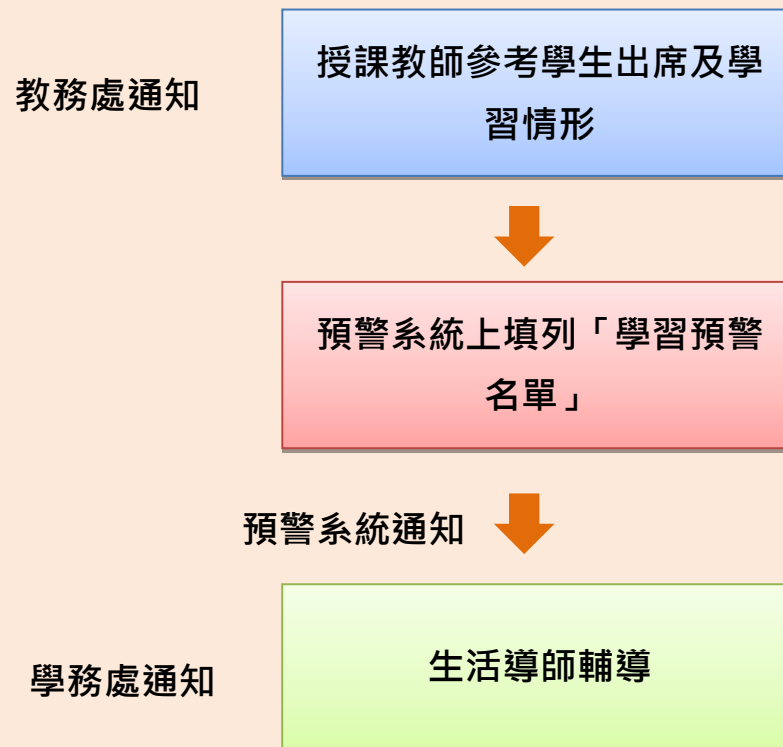 教務處通知
授課教師參考學生出席及學
習情形
預警系統上填列「學習預警
名單」
預警系統通知
學務處通知
生活導師輔導